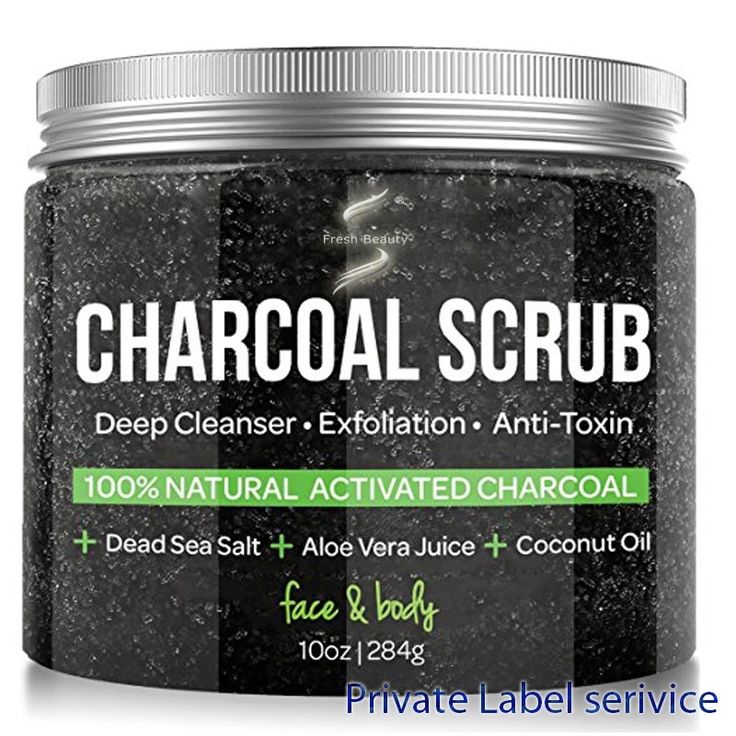 ®
Fresh Beauty
CHARCOAL SCRUB
Deep Cleanser • Exfoliation • Anti-Toxin
100% NATURAL ACTIVATED CHARCOAL
+ Dead Sea Salt + Aloe Vera Juice + Coconut Oil
face & body
10oz | 284g
Private Label serivice